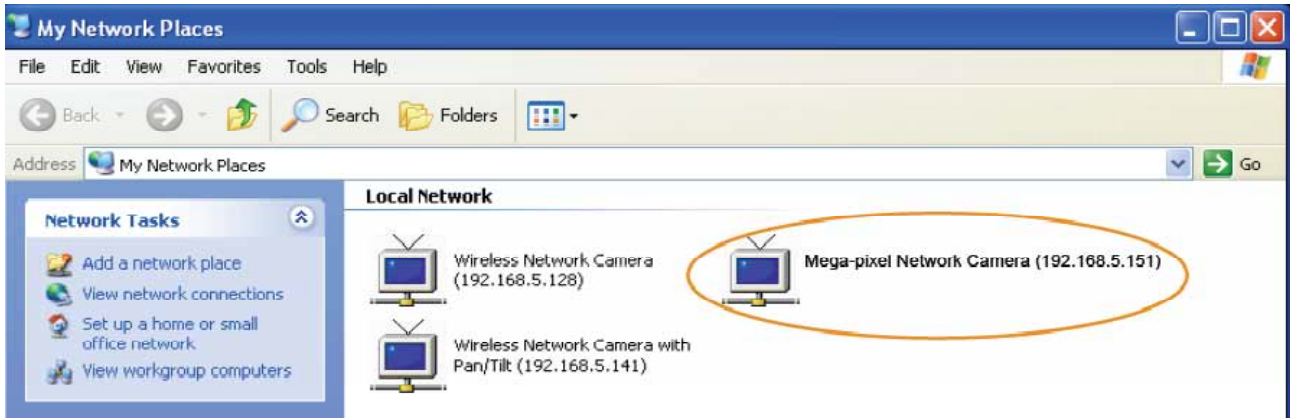 My Network Places
File Edit View Favorites Tools Help
Back Search Folders
Address My Network Places Go
Network Tasks
Add a network place
View network connections
Set up a home or small
office network
View workgroup computers
Local Network
Wireless Network Camera
(192.168.5.128)
Mega-pixel Network Camera (192.168.5.151)
Wireless Network Camera with
Pan/Tilt (192.168.5.141)